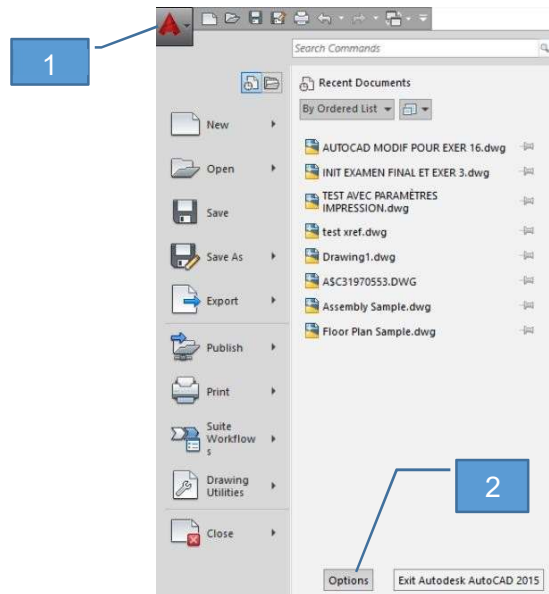 1
Search Commands
Recent Documents
By Ordered List
New
Open
Save
Save As
Export
Publish
Print
Suite
Workflow
s
Drawing
Utilities
Close
AUTOCAD MODIF POUR EXER 16.dwg
INIT EXAMEN FINAL ET EXER 3.dwg
TEST AVEC PARAMÈTRES
IMPRESSION.dwg
test xref.dwg
Drawing1.dwg
A$C31970553.DWG
Assembly Sample.dwg
Floor Plan Sample.dwg
2
Options
Exit Autodesk AutoCAD 2015